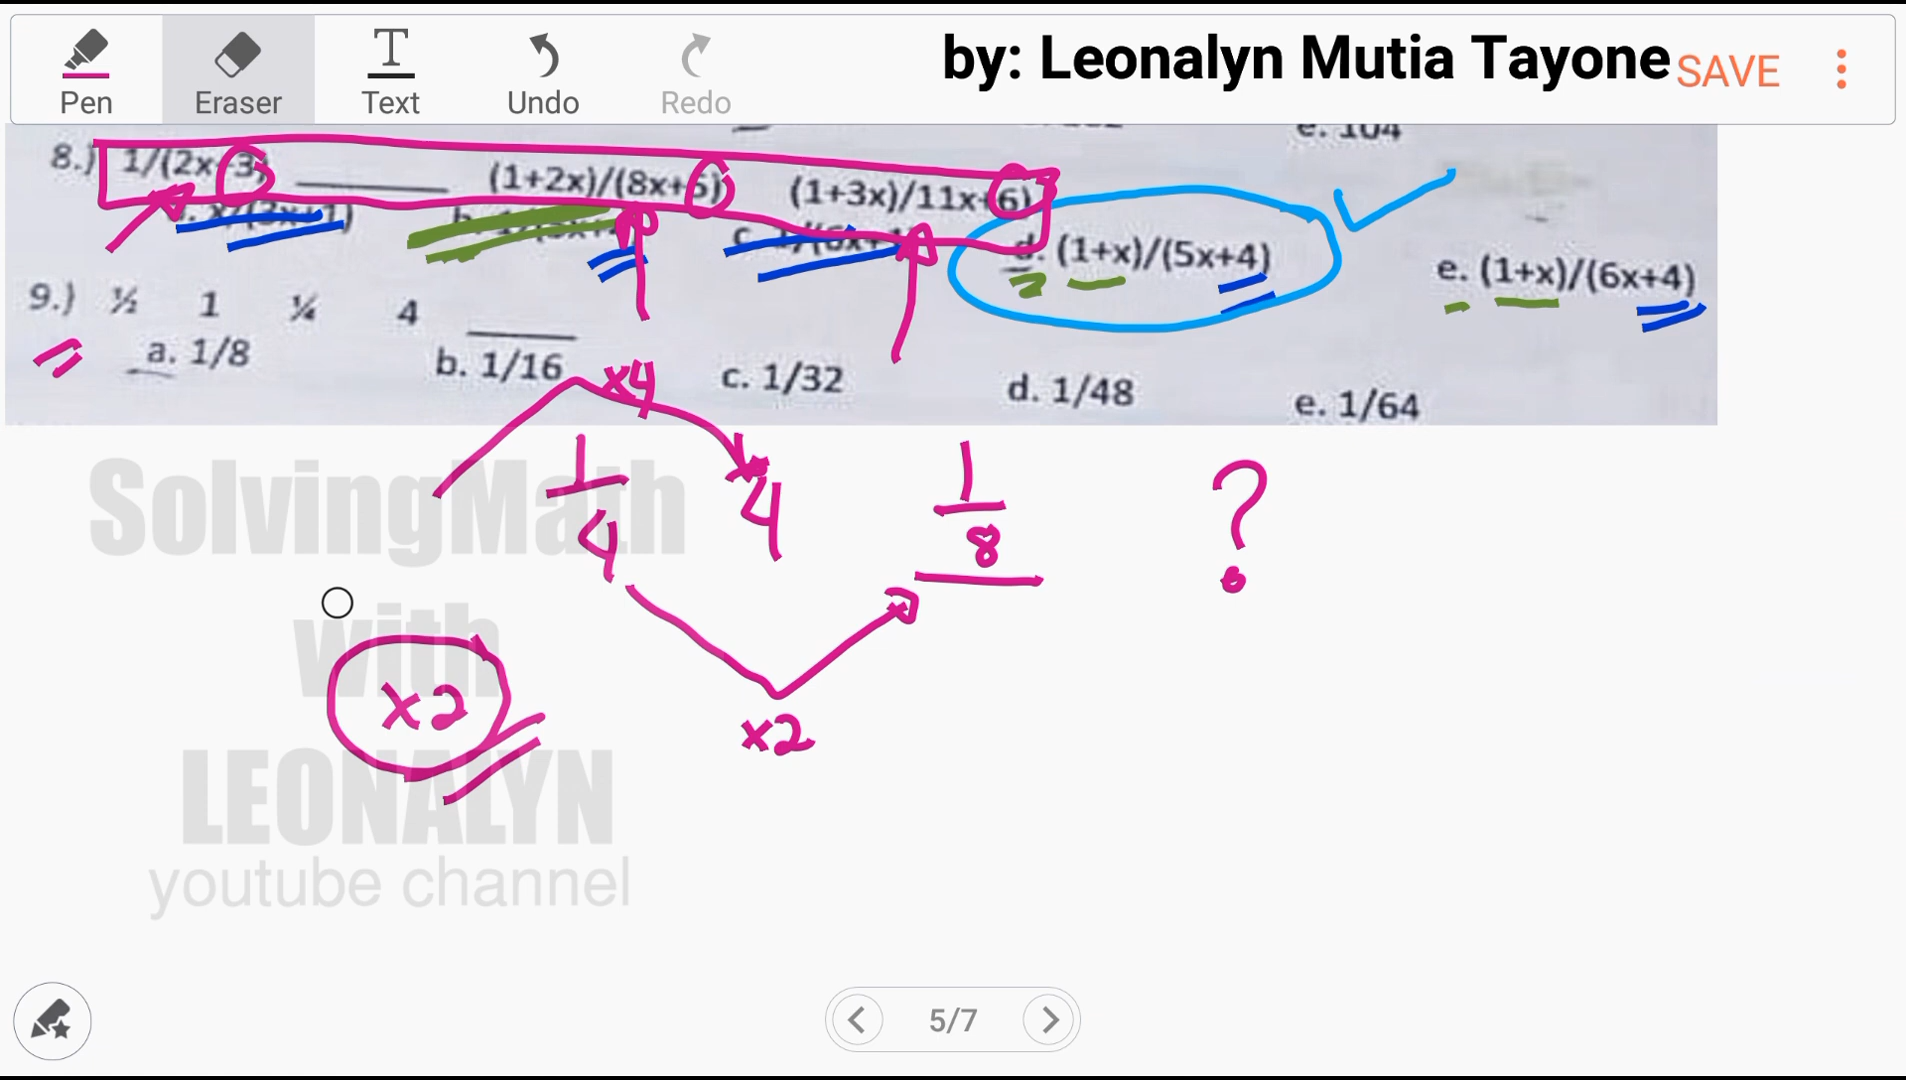 by: Leonalyn Mutia Tayone
SAVE
Pen Eraser Text Undo Redo
e. 104
8.) 1/(2x+3) ________ (1+2x)/(8x+5) (1+3x)/11x+6)
d. (1+x)/(5x+4) e. (1+x)/(6x+4)
9.) ½ 1 ¼ 4 ______
a. 1/8 b. 1/16 c. 1/32 d. 1/48 e. 1/64
x4
1/4 4 1/8 ?
x2
x2
SolvingMath
with
LEONALYN
youtube channel
5/7